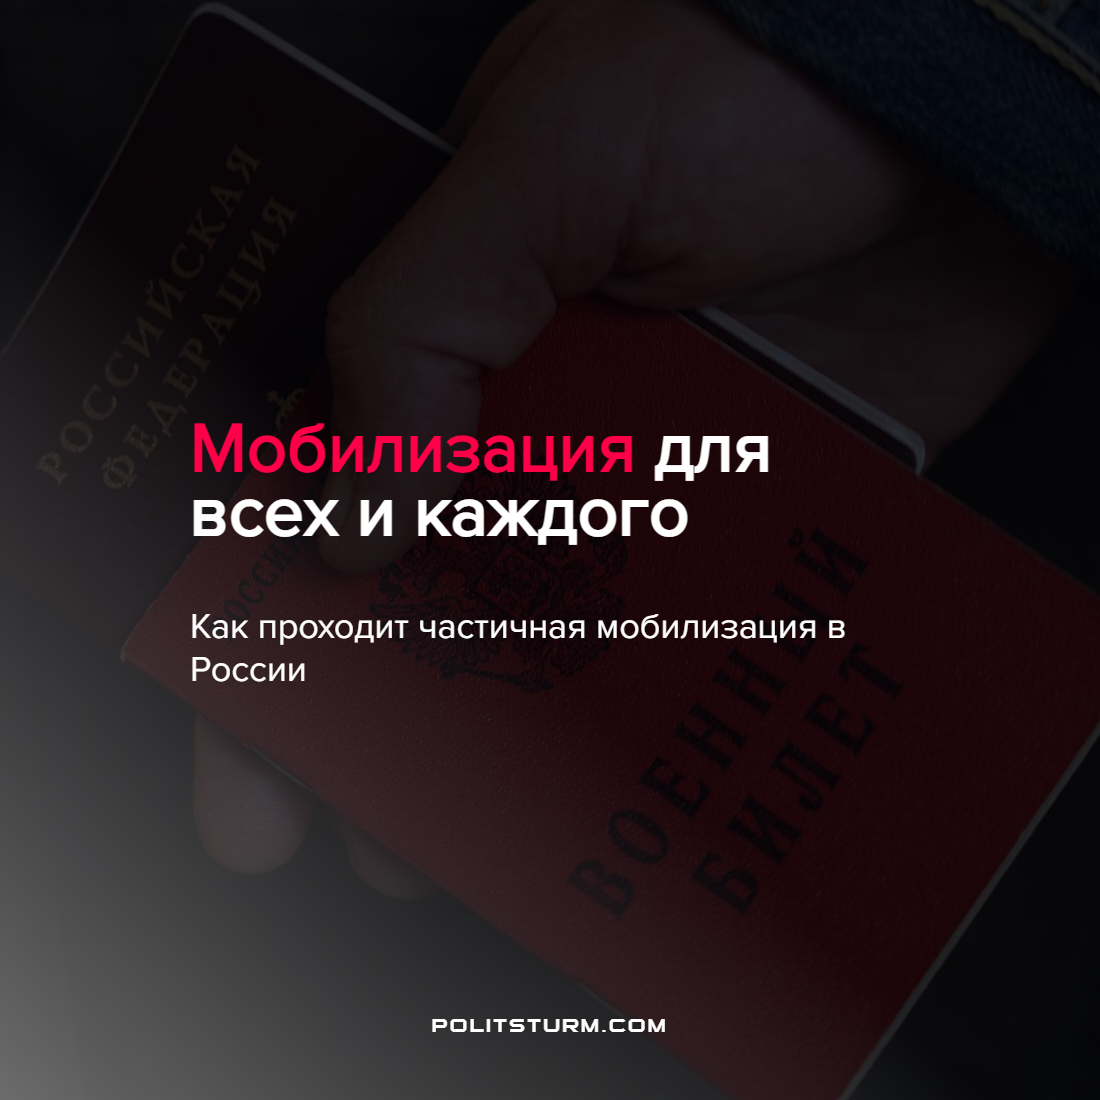 РОССИЙСКАЯ
ФЕДЕРАЦИЯ
Мобилизация для
всех и каждого
Как проходит частичная мобилизация в
России
ВОЕННЫЙ
БИЛЕТ
POLITSTURM.COM